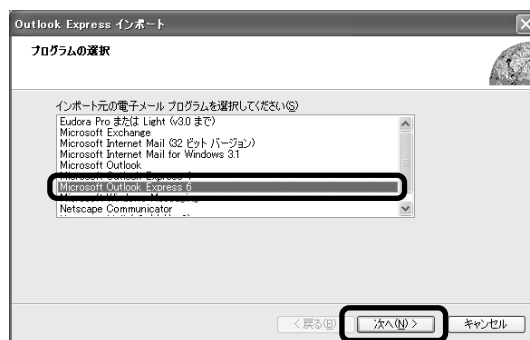 Outlook Express インポート
プログラムの選択
インポート元の電子メール プログラムを選択してください(S)
Eudora Pro または Light (v3.0 まで)
Microsoft Exchange
Microsoft Internet Mail (32 ビット バージョン)
Microsoft Internet Mail for Windows 3.1
Microsoft Outlook
Microsoft Outlook Express 6
Netscape Communicator
< 戻る(B)
次へ(N) >
キャンセル